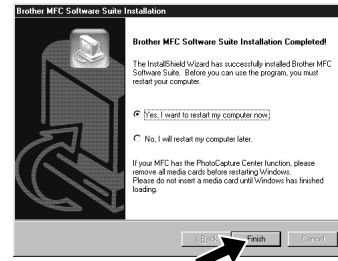 Brother MFC Software Suite Installation
Brother MFC Software Suite Installation Completed!
The InstallShield Wizard has successfully installed Brother MFC
Software Suite. Before you can use the program, you must
restart your computer.
Yes, I want to restart my computer now.
No, I will restart my computer later.
If your MFC has the PhotoCapture Center function, please
remove all media cards before restarting Windows.
Please do not insert a media card until Windows has finished
loading.
< Back
Finish
Cancel